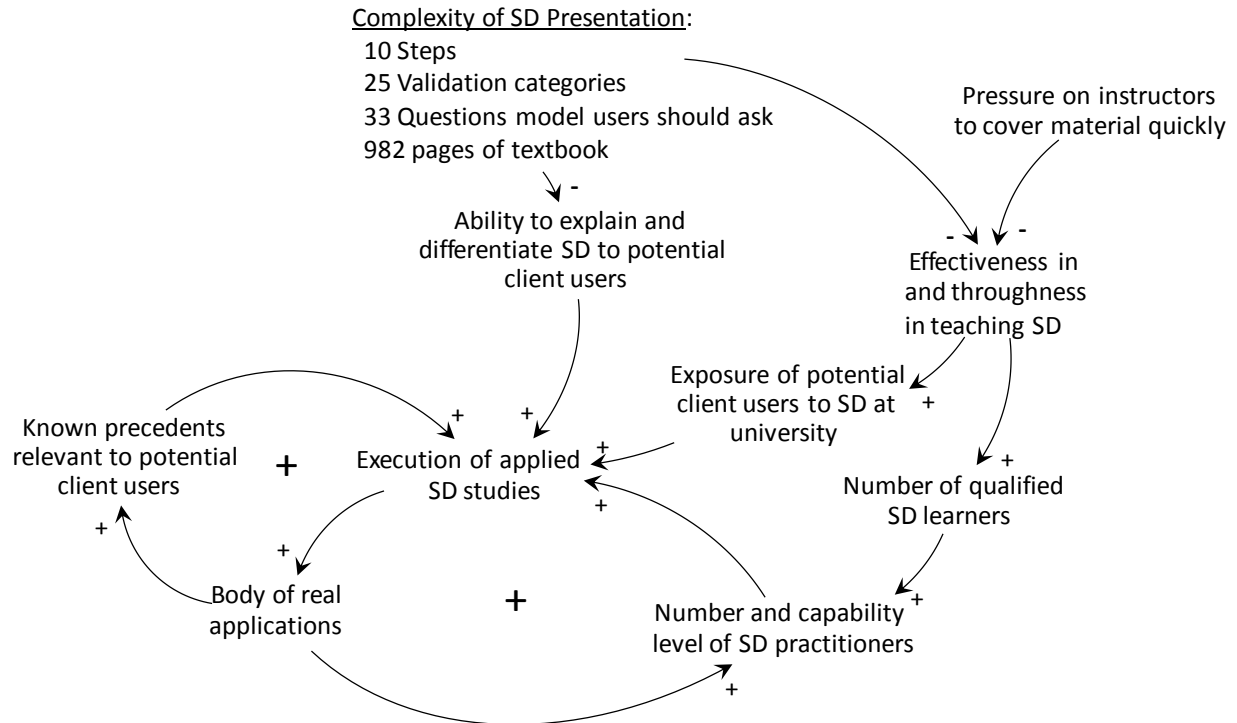 Complexity of SD Presentation:
10 Steps
25 Validation categories
33 Questions model users should ask
982 pages of textbook
Pressure on instructors
to cover material quickly
-
Ability to explain and
differentiate SD to potential
client users
-
-
Effectiveness in
and throughness
in teaching SD
Exposure of potential
client users to SD at
university
+
+
+
+
Known precedents
relevant to potential
client users
+
Execution of applied
SD studies
+
+
Number of qualified
SD learners
+
+
Body of real
applications
+
Number and capability
level of SD practitioners
+
+
+